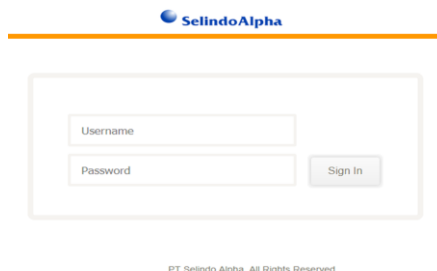 SelindoAlpha
Username
Password
Sign In
PT Selindo Alpha. All Rights Reserved